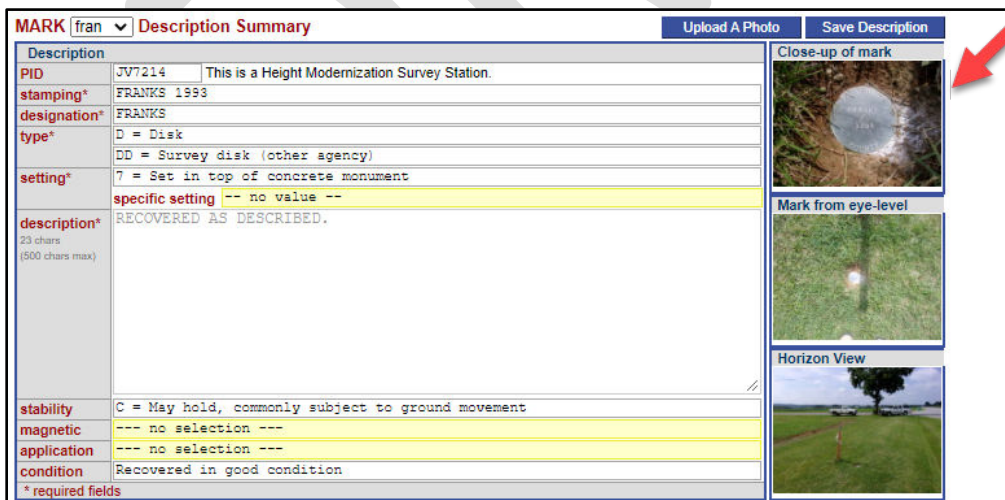 MARK fran Description Summary Upload A Photo Save Description
Description
PID JV7214 This is a Height Modernization Survey Station.
stamping* FRANKS 1993
designation* FRANKS
type* D = Disk
DD = Survey disk (other agency)
setting* 7 = Set in top of concrete monument
specific setting -- no value --
description* RECOVERED AS DESCRIBED.
23 chars
(500 chars max)
stability C = May hold, commonly subject to ground movement
magnetic --- no selection ---
application --- no selection ---
condition Recovered in good condition
* required fields
Close-up of mark
Mark from eye-level
Horizon View